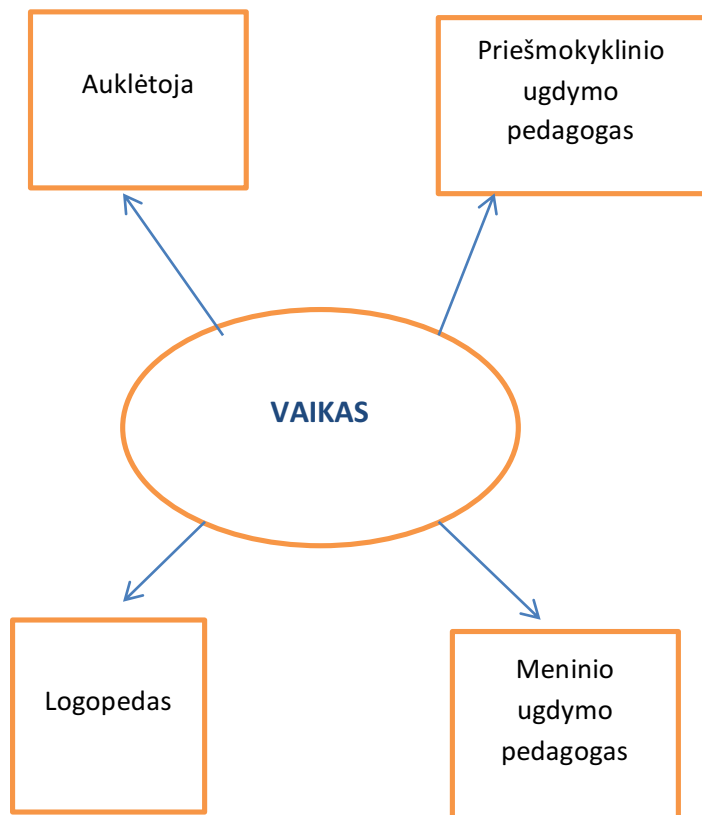 Auklėtoja
Priešmokyklinio
ugdymo
pedagogas
VAIKAS
Logopedas
Meninio
ugdymo
pedagogas